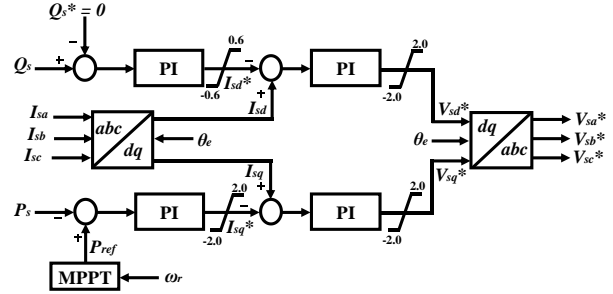 Qs* = 0
−
Qs
+
PI
0.6
-0.6
−
Isd*
+
Isd
PI
2.0
-2.0
Vsd*
Isa
Isb
Isc
abc
dq
θe
θe
dq
abc
Vsa*
Vsb*
Vsc*
Isq
+
Vsq*
Ps
−
+
Pref
PI
2.0
-2.0
−
Isq*
PI
2.0
-2.0
MPPT
ωr